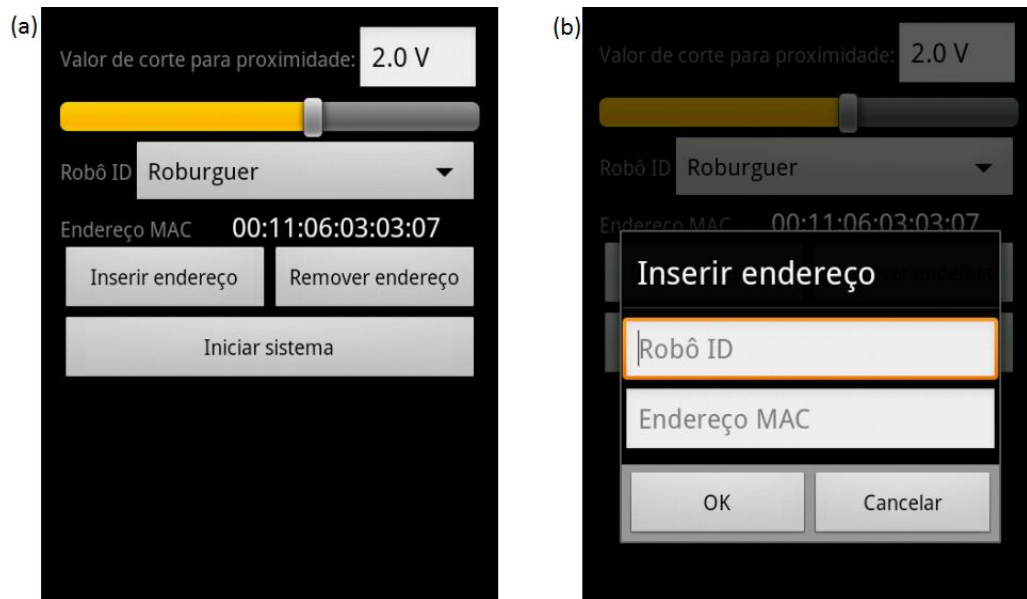 (a)
Valor de corte para proximidade: 2.0 V
Robô ID Roburguer
Endereço MAC 00:11:06:03:03:07
Inserir endereço Remover endereço
Iniciar sistema
(b)
Valor de corte para proximidade: 2.0 V
Robô ID Roburguer
Endereço MAC 00:11:06:03:03:07
Inserir endereço
Robô ID
Endereço MAC
OK Cancelar